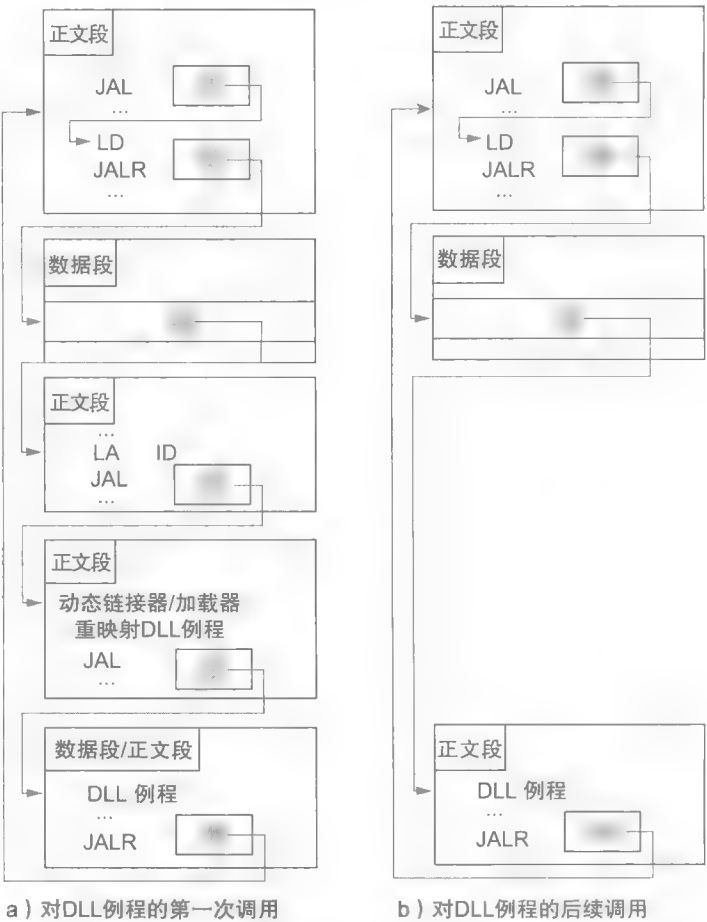 正文段
JAL
...
LD
JALR
...
数据段
正文段
...
LA ID
JAL
...
正文段
动态链接器/加载器
重映射DLL例程
JAL
...
数据段/正文段
DLL 例程
...
JALR
a）对DLL例程的第一次调用
正文段
JAL
...
LD
JALR
...
数据段
正文段
DLL 例程
...
JALR
b）对DLL例程的后续调用